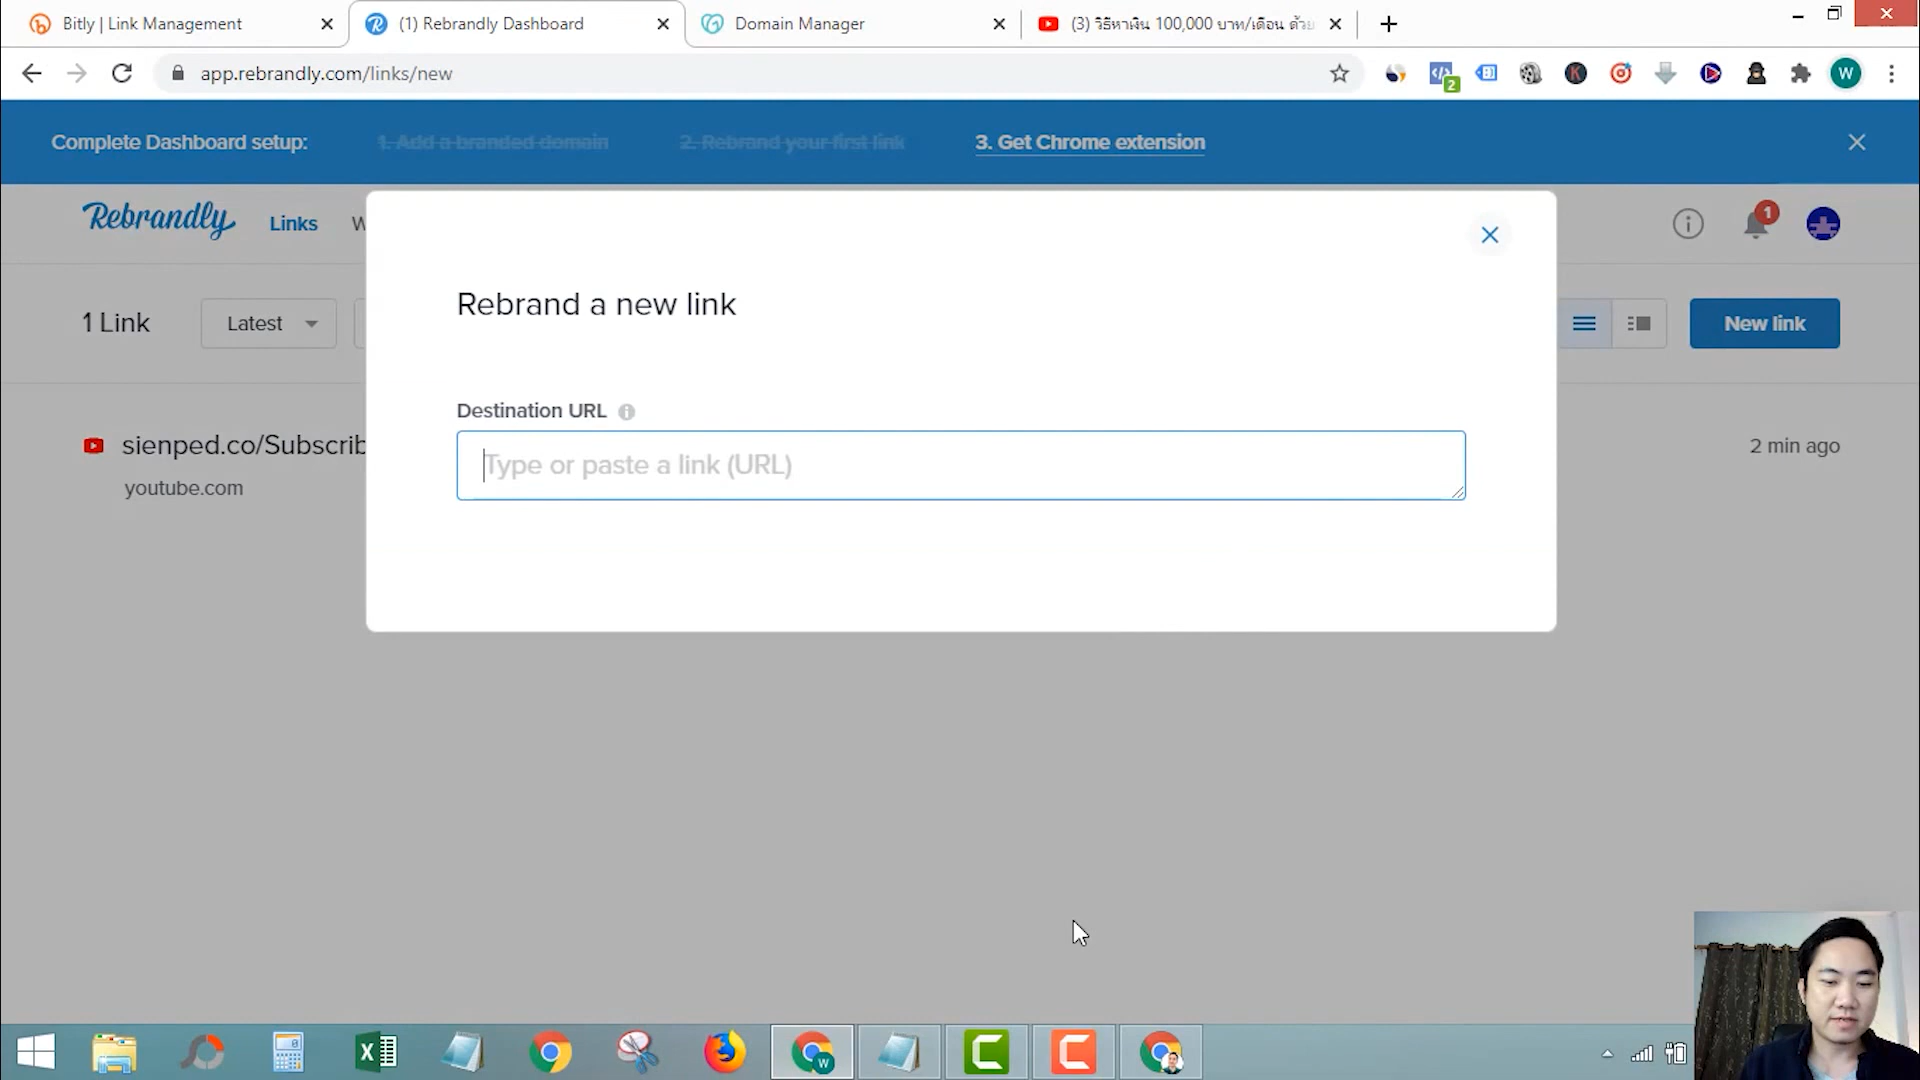 Bitly | Link Management
(1) Rebrandly Dashboard
Domain Manager
(3) วิธีหาเงิน 100,000 บาท/เดือน ด้วย
app.rebrandly.com/links/new
2
W
Complete Dashboard setup:
1. Add a branded domain
2. Rebrand your first link
3. Get Chrome extension
Rebrandly
Links
W
1
Rebrand a new link
1 Link
Latest
New link
Destination URL
Type or paste a link (URL)
sienped.co/Subscrib
2 min ago
youtube.com